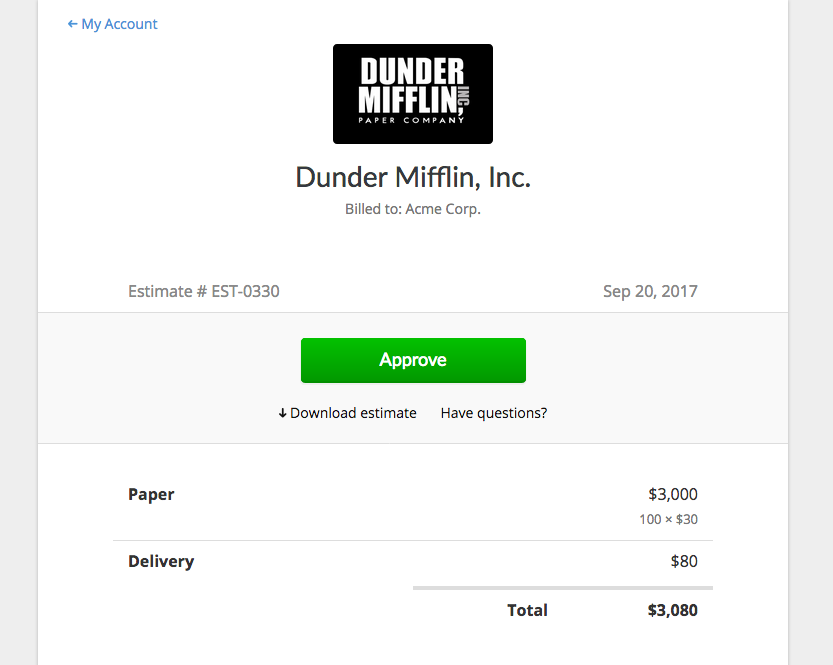 ← My Account
DUNDER
MIFFLIN, INC
PAPER COMPANY
Dunder Mifflin, Inc.
Billed to: Acme Corp.
Estimate # EST-0330 Sep 20, 2017
Approve
↓ Download estimate Have questions?
Paper $3,000
100 × $30
Delivery $80
Total $3,080